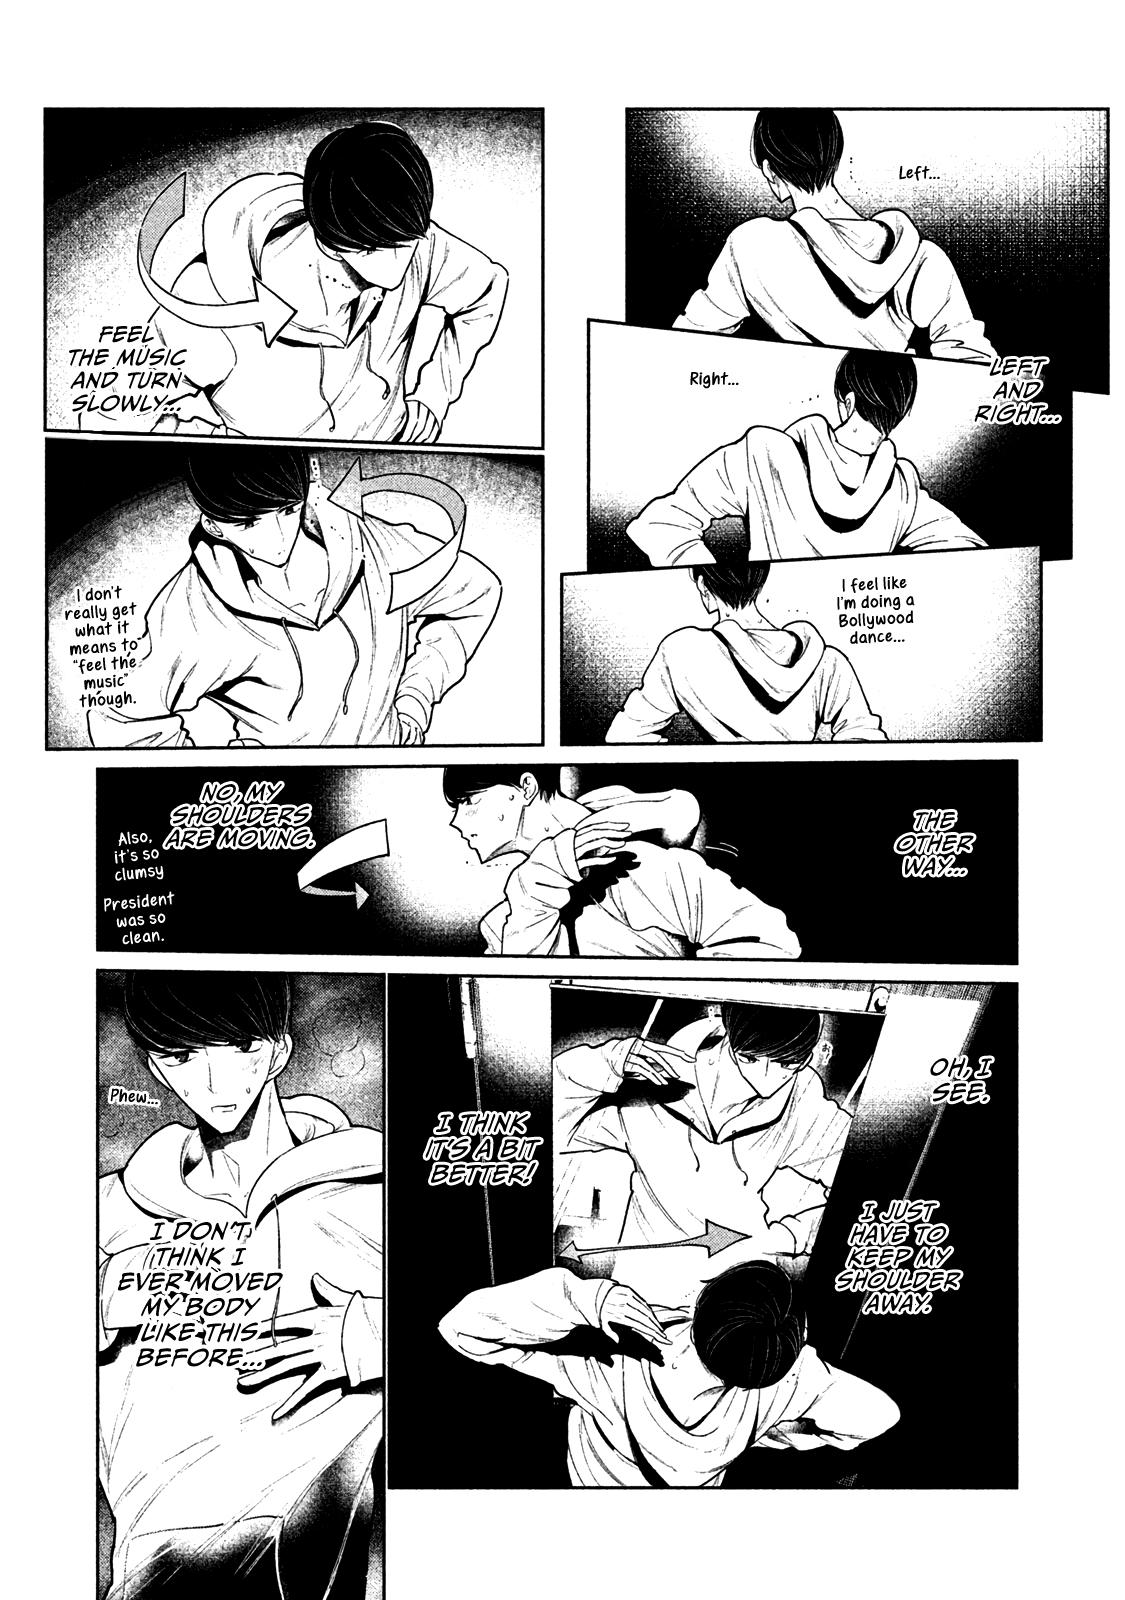 Left...
LEFT
AND
RIGHT...
Right...
I feel like
I'm doing a
Bollywood
dance...
FEEL
THE MUSIC
AND TURN
SLOWLY...
I don't
really get
what it
means to
"feel the
music"
though.
THE
OTHER
WAY...
NO, MY
SHOULDERS
ARE MOVING.
Also,
it's so
clumsy
President
was so
clean.
OH, I
SEE.
I JUST
HAVE TO
KEEP MY
SHOULDER
AWAY.
I THINK
IT'S A BIT
BETTER!
Phew...
I DON'T
THINK I
EVER MOVED
MY BODY
LIKE THIS
BEFORE...